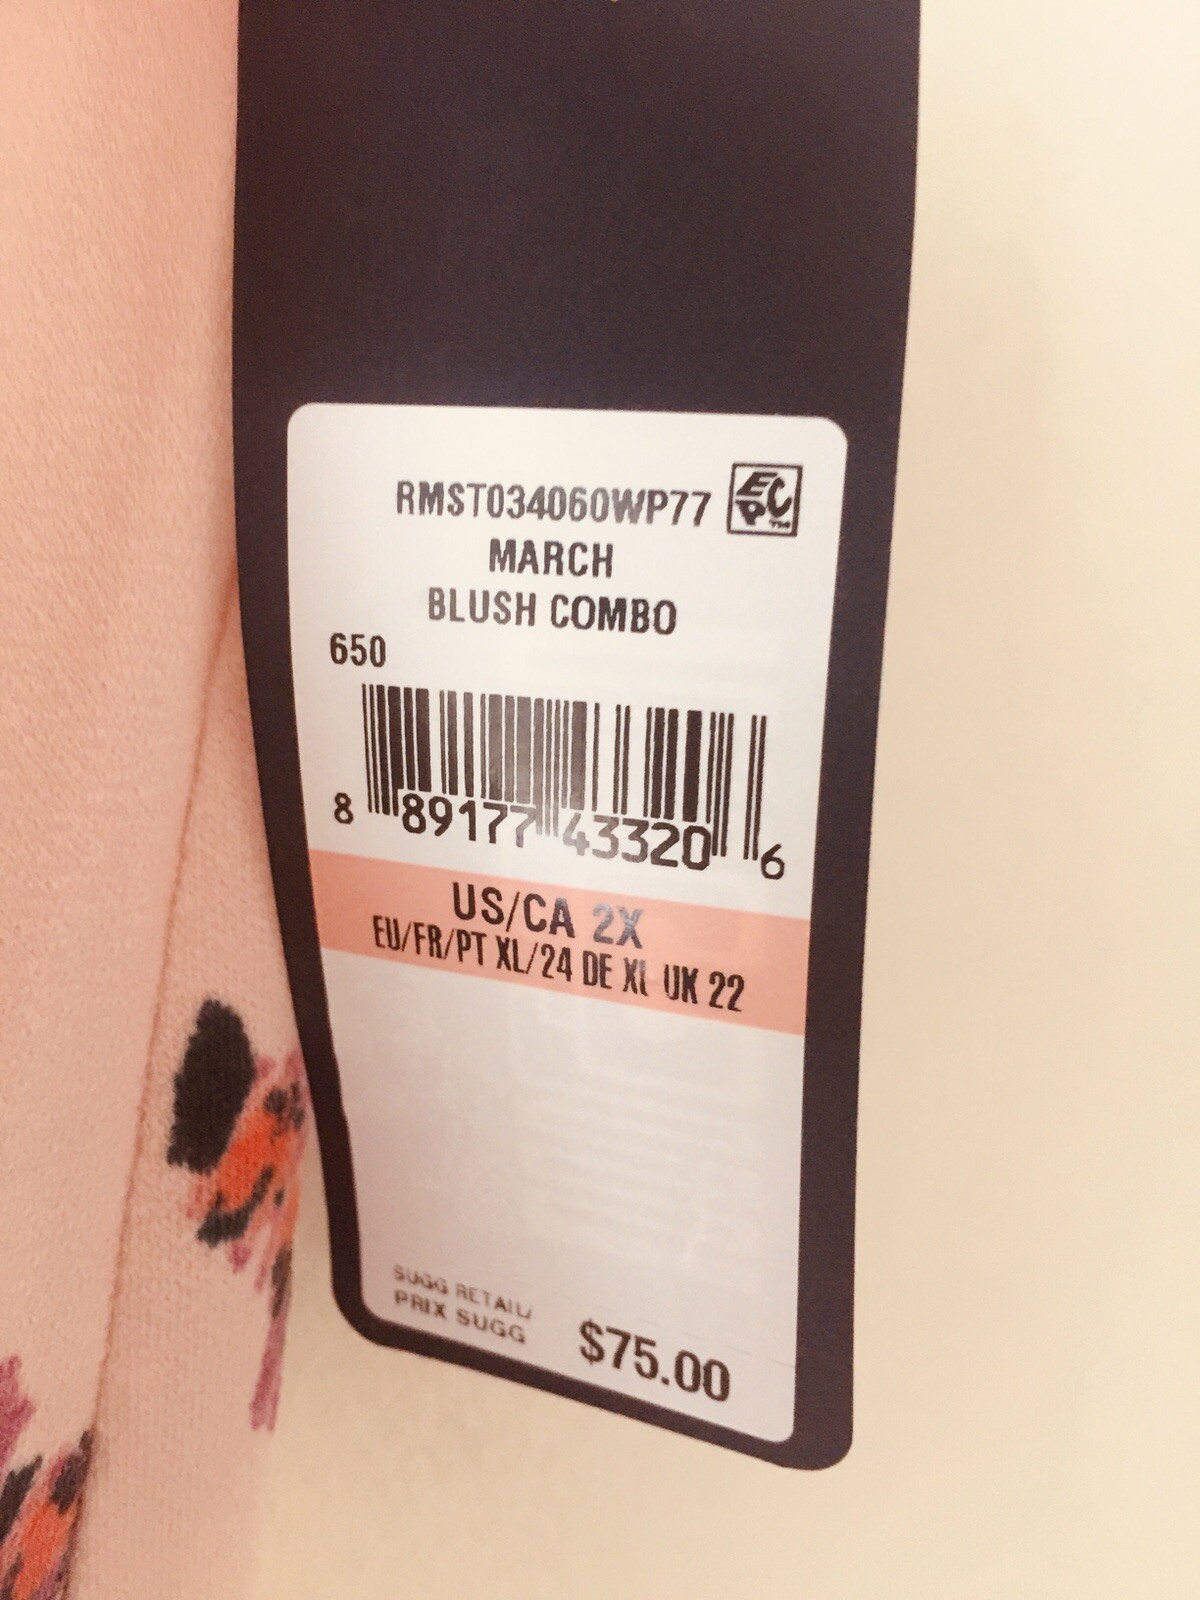 RMST034060WP77
ECP™
MARCH
BLUSH COMBO
650
8 89177 43320 6
US/CA 2X
EU/FR/PT XL/24 DE XL UK 22
SUGG RETAIL/
PRIX SUGG
$75.00